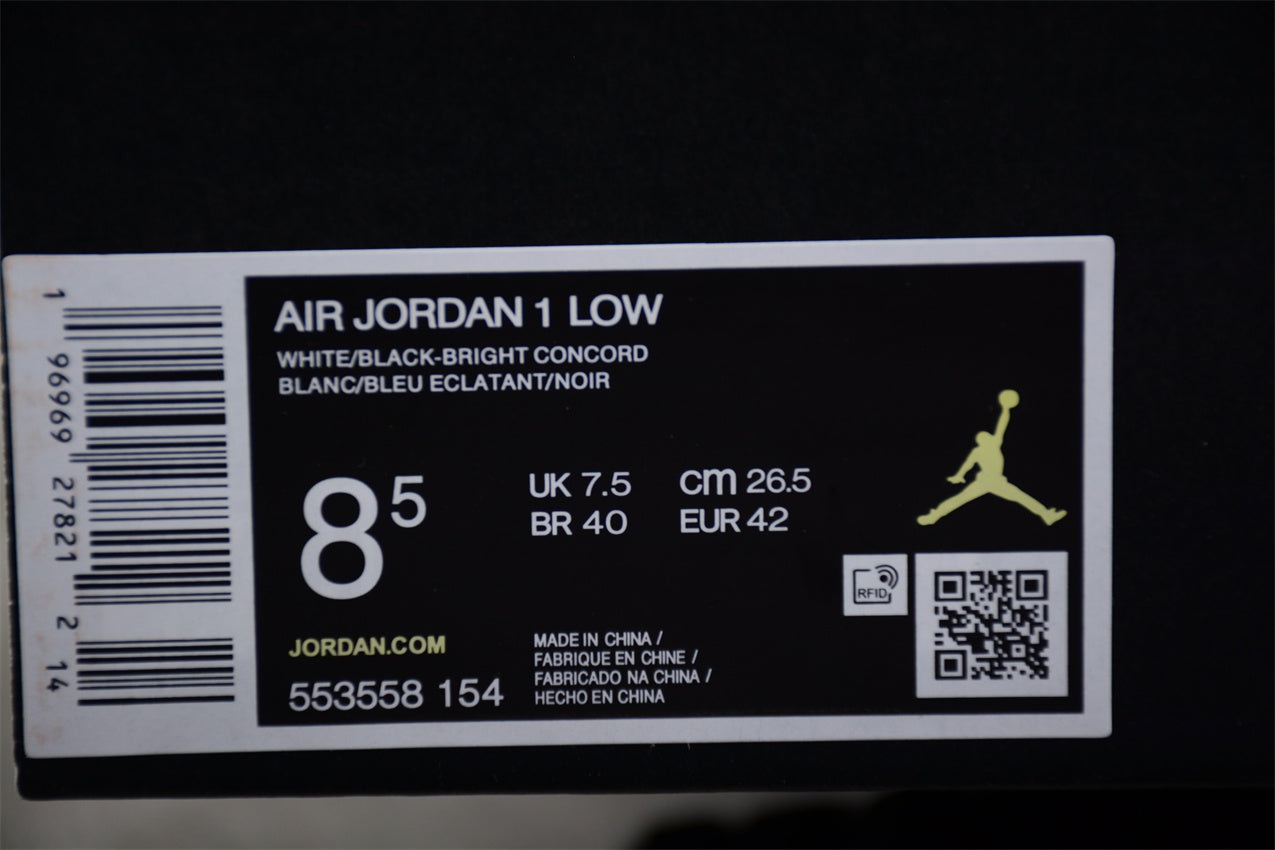 AIR JORDAN 1 LOW
WHITE/BLACK-BRIGHT CONCORD
BLANC/BLEU ECLATANT/NOIR
8 5
UK 7.5 cm 26.5
BR 40 EUR 42
RFID
JORDAN.COM
553558 154
MADE IN CHINA /
FABRIQUE EN CHINE /
FABRICADO NA CHINA /
HECHO EN CHINA
1 96969 27821 2 14